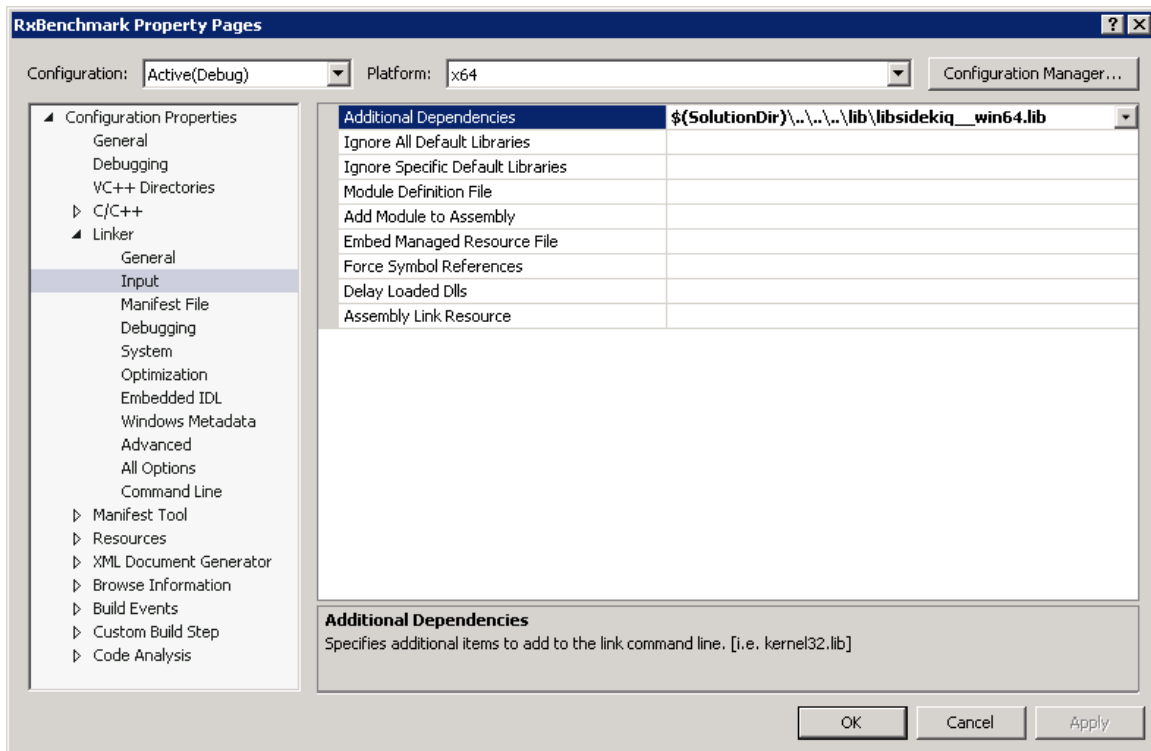 RxBenchmark Property Pages
Configuration: Active(Debug) Platform: x64 Configuration Manager...
Configuration Properties
General
Debugging
VC++ Directories
C/C++
Linker
General
Input
Manifest File
Debugging
System
Optimization
Embedded IDL
Windows Metadata
Advanced
All Options
Command Line
Manifest Tool
Resources
XML Document Generator
Browse Information
Build Events
Custom Build Step
Code Analysis
Additional Dependencies $(SolutionDir)\..\..\..\lib\libsidekiq__win64.lib
Ignore All Default Libraries
Ignore Specific Default Libraries
Module Definition File
Add Module to Assembly
Embed Managed Resource File
Force Symbol References
Delay Loaded Dlls
Assembly Link Resource
Additional Dependencies
Specifies additional items to add to the link command line. [i.e. kernel32.lib]
OK Cancel Apply